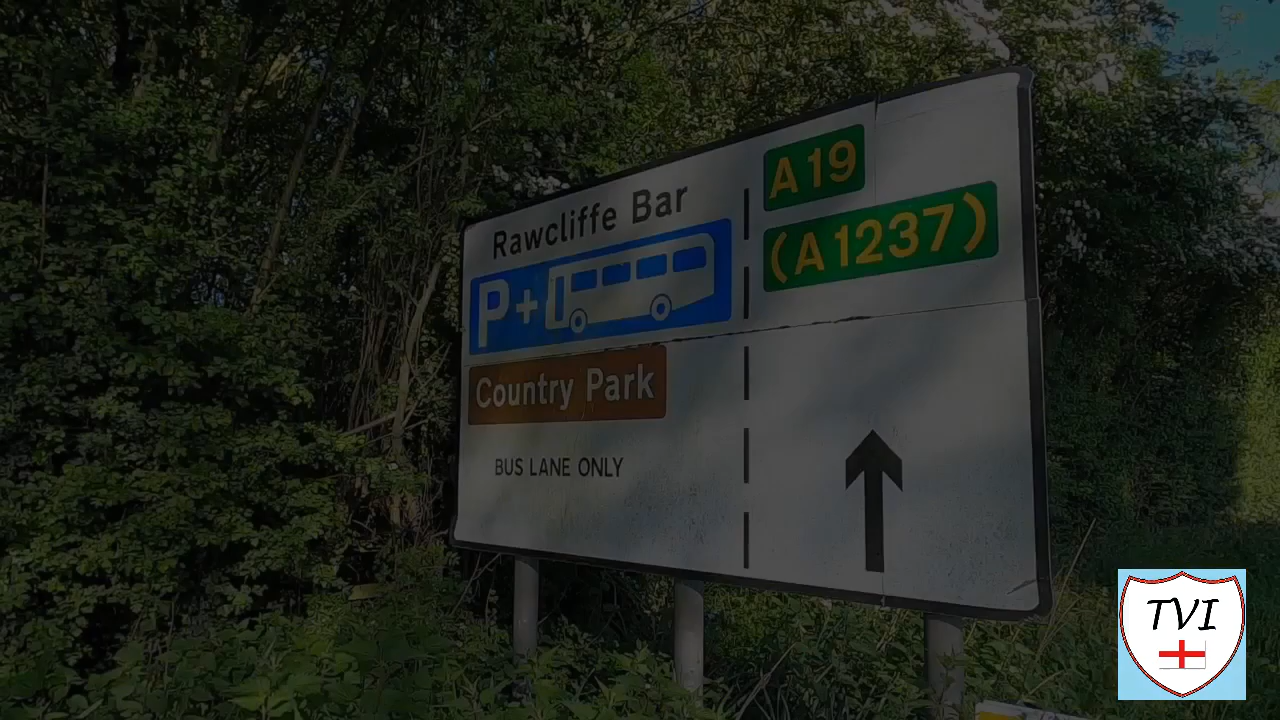 Rawcliffe Bar
P+
Country Park
BUS LANE ONLY
A19
(A1237)
TVI